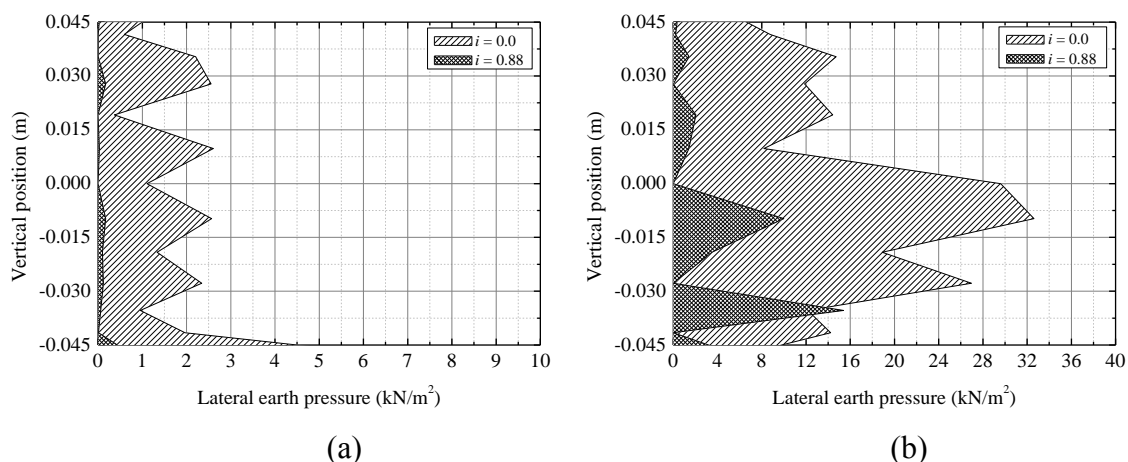 0.045
0.030
0.015
0.000
-0.015
-0.030
-0.045
Vertical position (m)
i = 0.0
i = 0.88
0 1 2 3 4 5 6 7 8 9 10
Lateral earth pressure (kN/m²)
(a)
0.045
0.030
0.015
0.000
-0.015
-0.030
-0.045
Vertical position (m)
i = 0.0
i = 0.88
0 4 8 12 16 20 24 28 32 36 40
Lateral earth pressure (kN/m²)
(b)